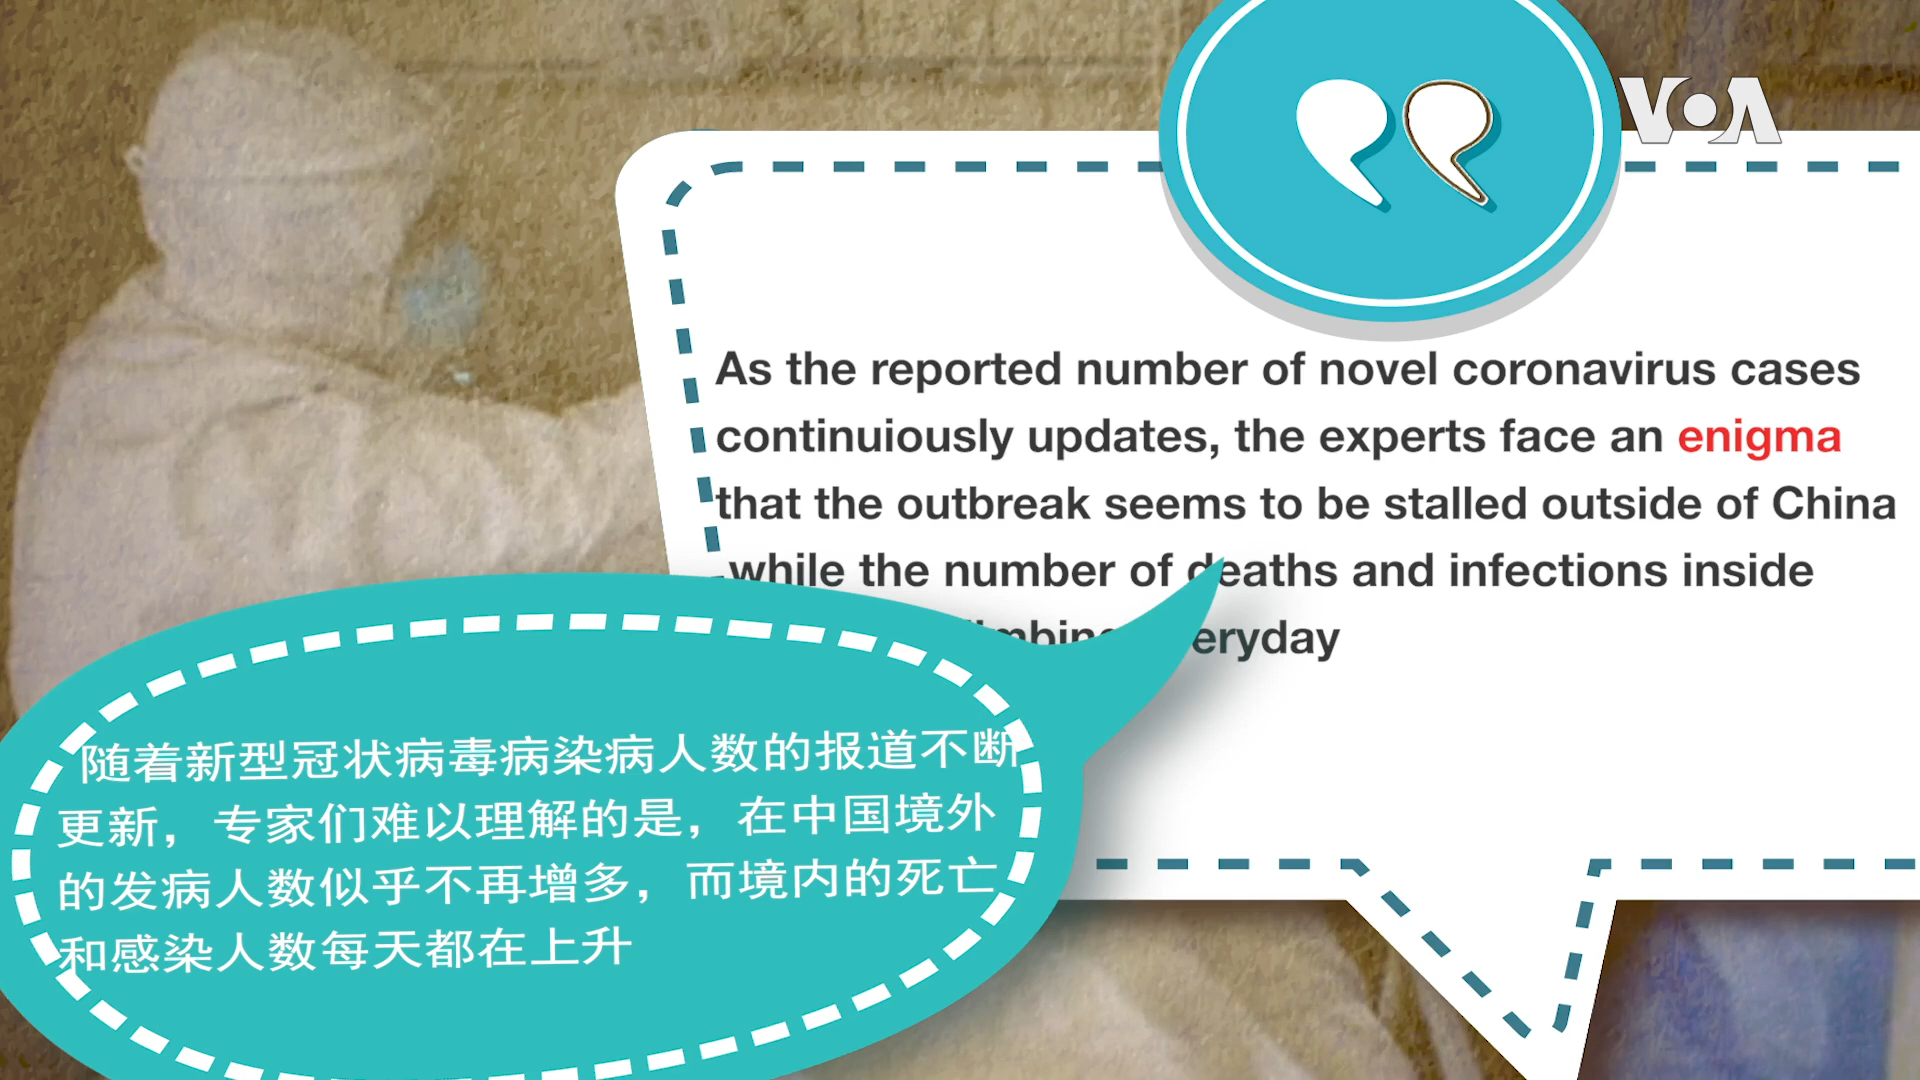 VOA
As the reported number of novel coronavirus cases
continuiously updates, the experts face an enigma
that the outbreak seems to be stalled outside of China
while the number of deaths and infections inside
随着新型冠状病毒病染病人数的报道不断
更新，专家们难以理解的是，在中国境外
的发病人数似乎不再增多，而境内的死亡
和感染人数每天都在上升